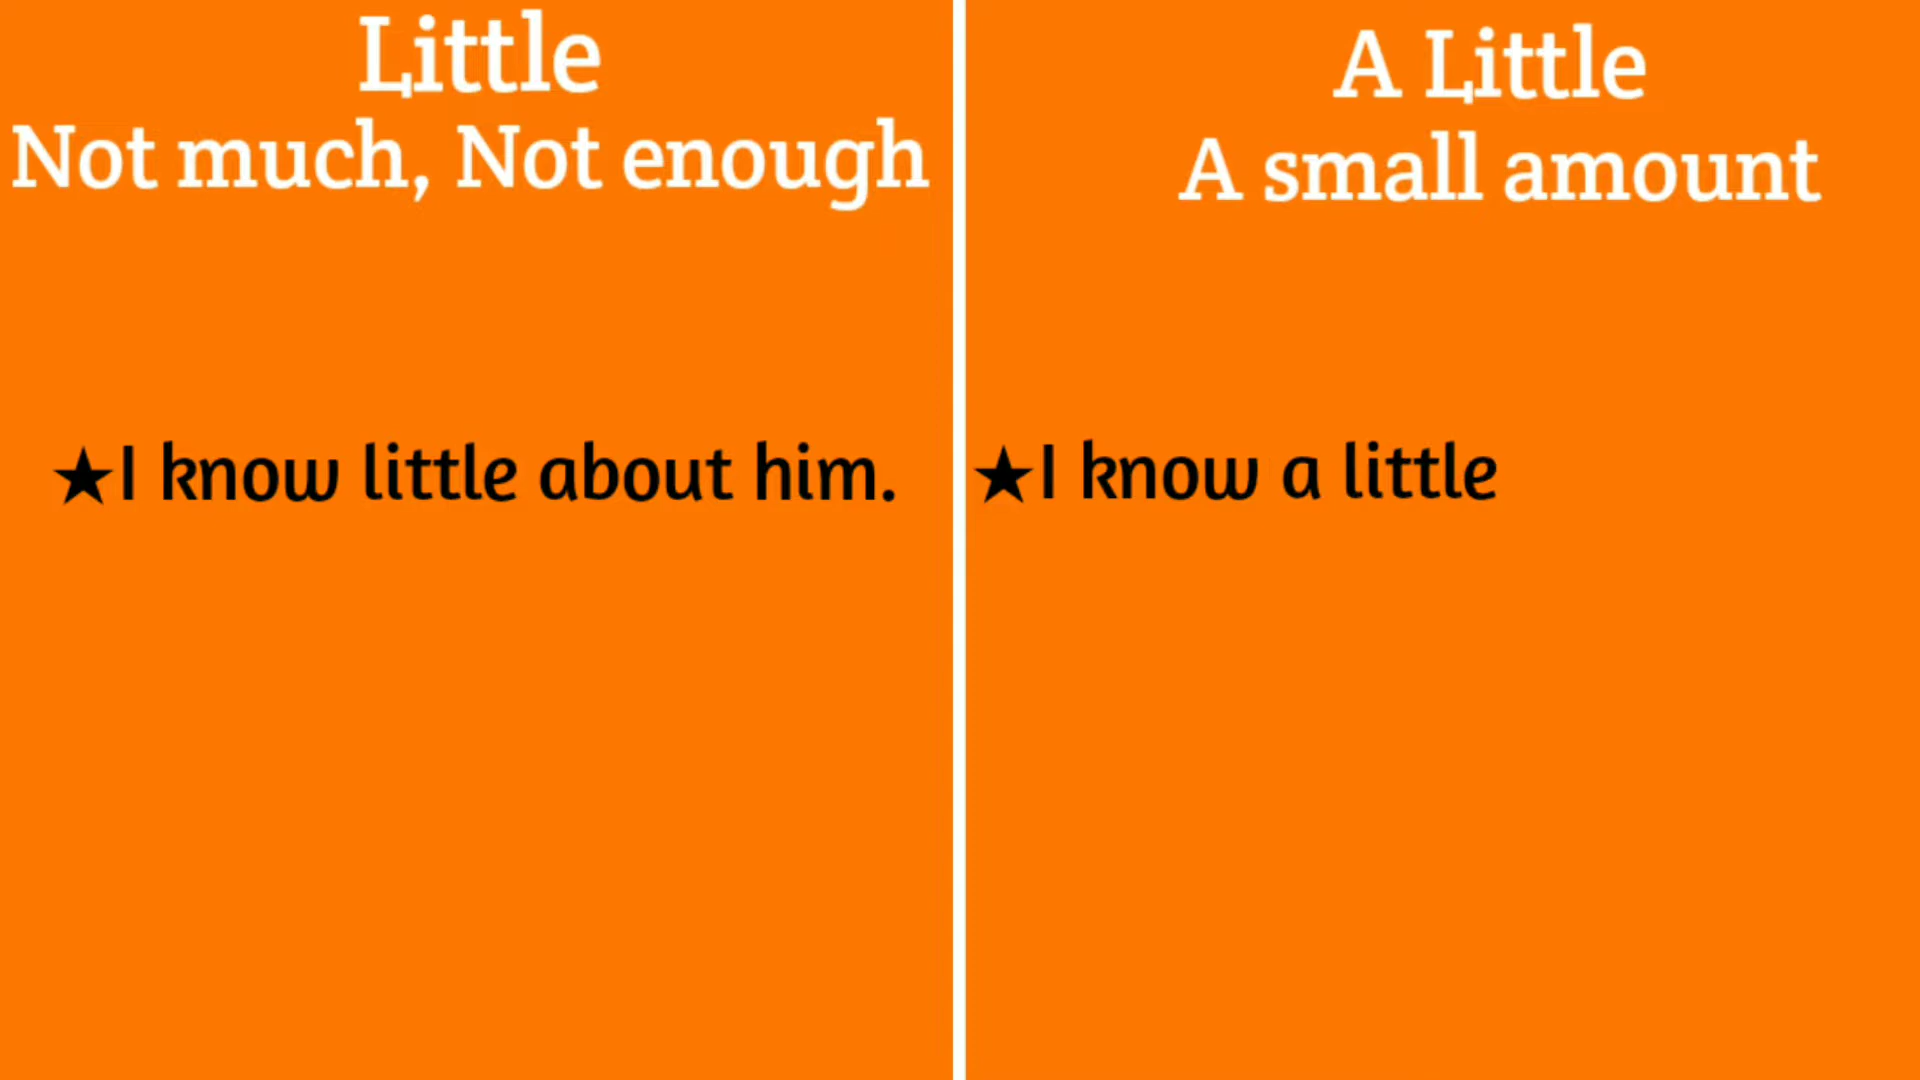 Little
Not much, Not enough
★I know little about him.
A Little
A small amount
★I know a little